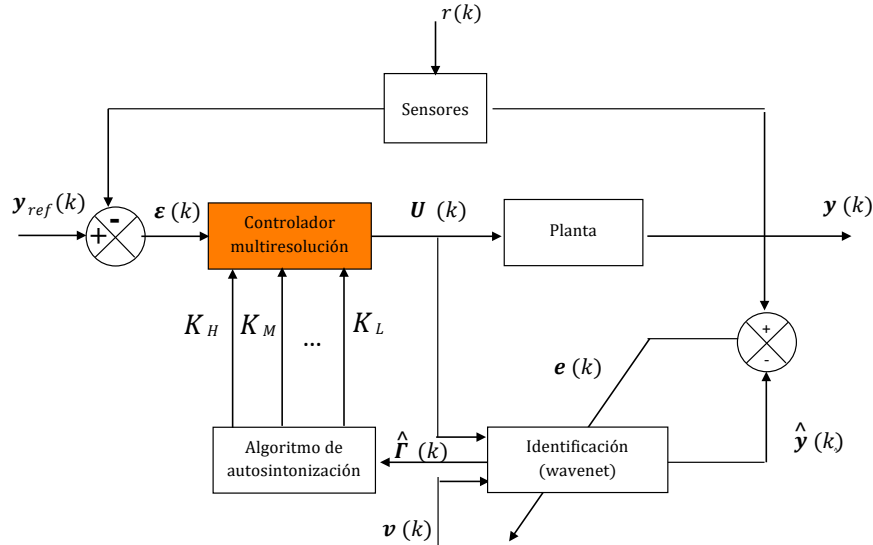 r(k)
Sensores
y_ref(k)
-
+
ε(k)
Controlador
multiresolución
U (k)
Planta
y(k)
K_H
K_M
...
K_L
+
-
e(k)
Algoritmo de
autosintonización
Γ̂ (k)
Identificación
(wavenet)
ŷ(k)
v(k)